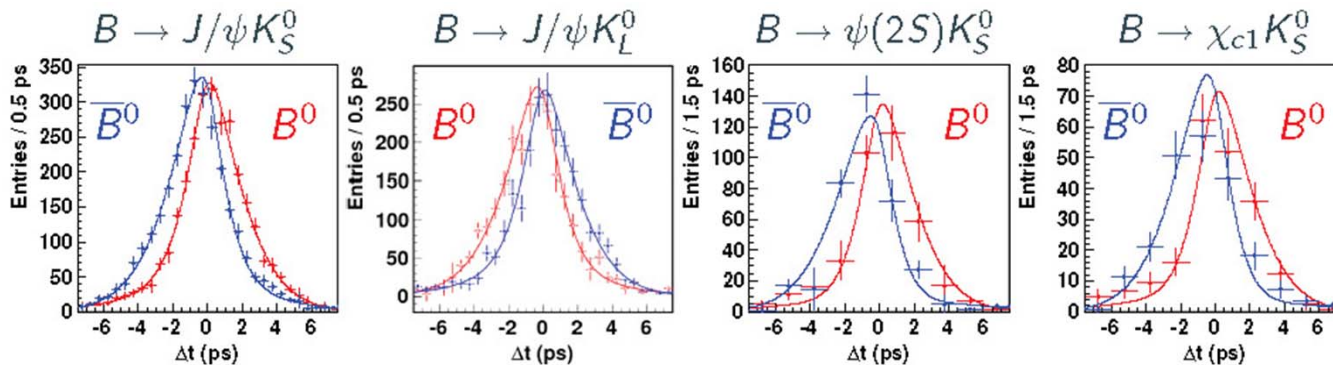 B → J/ψK⁰_S
Entries / 0.5 ps
350
300
250
200
150
100
50
0
B̅⁰
B⁰
-6 -4 -2 0 2 4 6
Δt (ps)
B → J/ψK⁰_L
Entries / 0.5 ps
250
200
150
100
50
0
B⁰
B̅⁰
-6 -4 -2 0 2 4 6
Δt (ps)
B → ψ(2S)K⁰_S
Entries / 1.5 ps
160
140
120
100
80
60
40
20
0
B̅⁰
B⁰
-6 -4 -2 0 2 4 6
Δt (ps)
B → χ_c1K⁰_S
Entries / 1.5 ps
80
70
60
50
40
30
20
10
0
B̅⁰
B⁰
-6 -4 -2 0 2 4 6
Δt (ps)